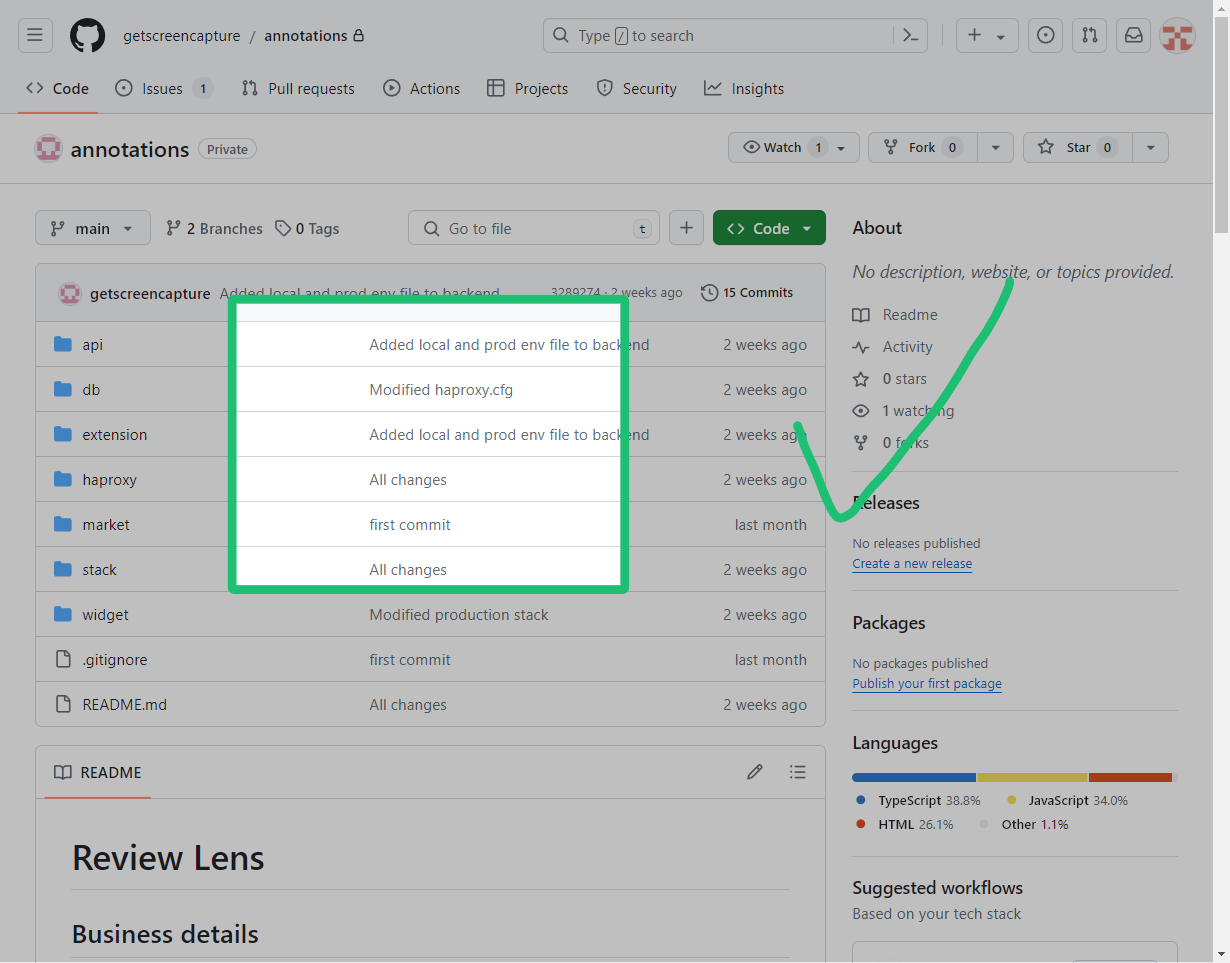 getscreencapture / annotations
Type / to search
Code Issues 1 Pull requests Actions Projects Security Insights
annotations Private
Watch 1 Fork 0 Star 0
main 2 Branches 0 Tags Go to file t Code
getscreencapture Added local and prod env file to backend 3289274 · 2 weeks ago 15 Commits
api Added local and prod env file to backend 2 weeks ago
db Modified haproxy.cfg 2 weeks ago
extension Added local and prod env file to backend 2 weeks ago
haproxy All changes 2 weeks ago
market first commit last month
stack All changes 2 weeks ago
widget Modified production stack 2 weeks ago
.gitignore first commit last month
README.md All changes 2 weeks ago
README
Review Lens
Business details
About
No description, website, or topics provided.
Readme
Activity
0 stars
1 watching
0 forks
Releases
No releases published
Create a new release
Packages
No packages published
Publish your first package
Languages
TypeScript 38.8% JavaScript 34.0%
HTML 26.1% Other 1.1%
Suggested workflows
Based on your tech stack